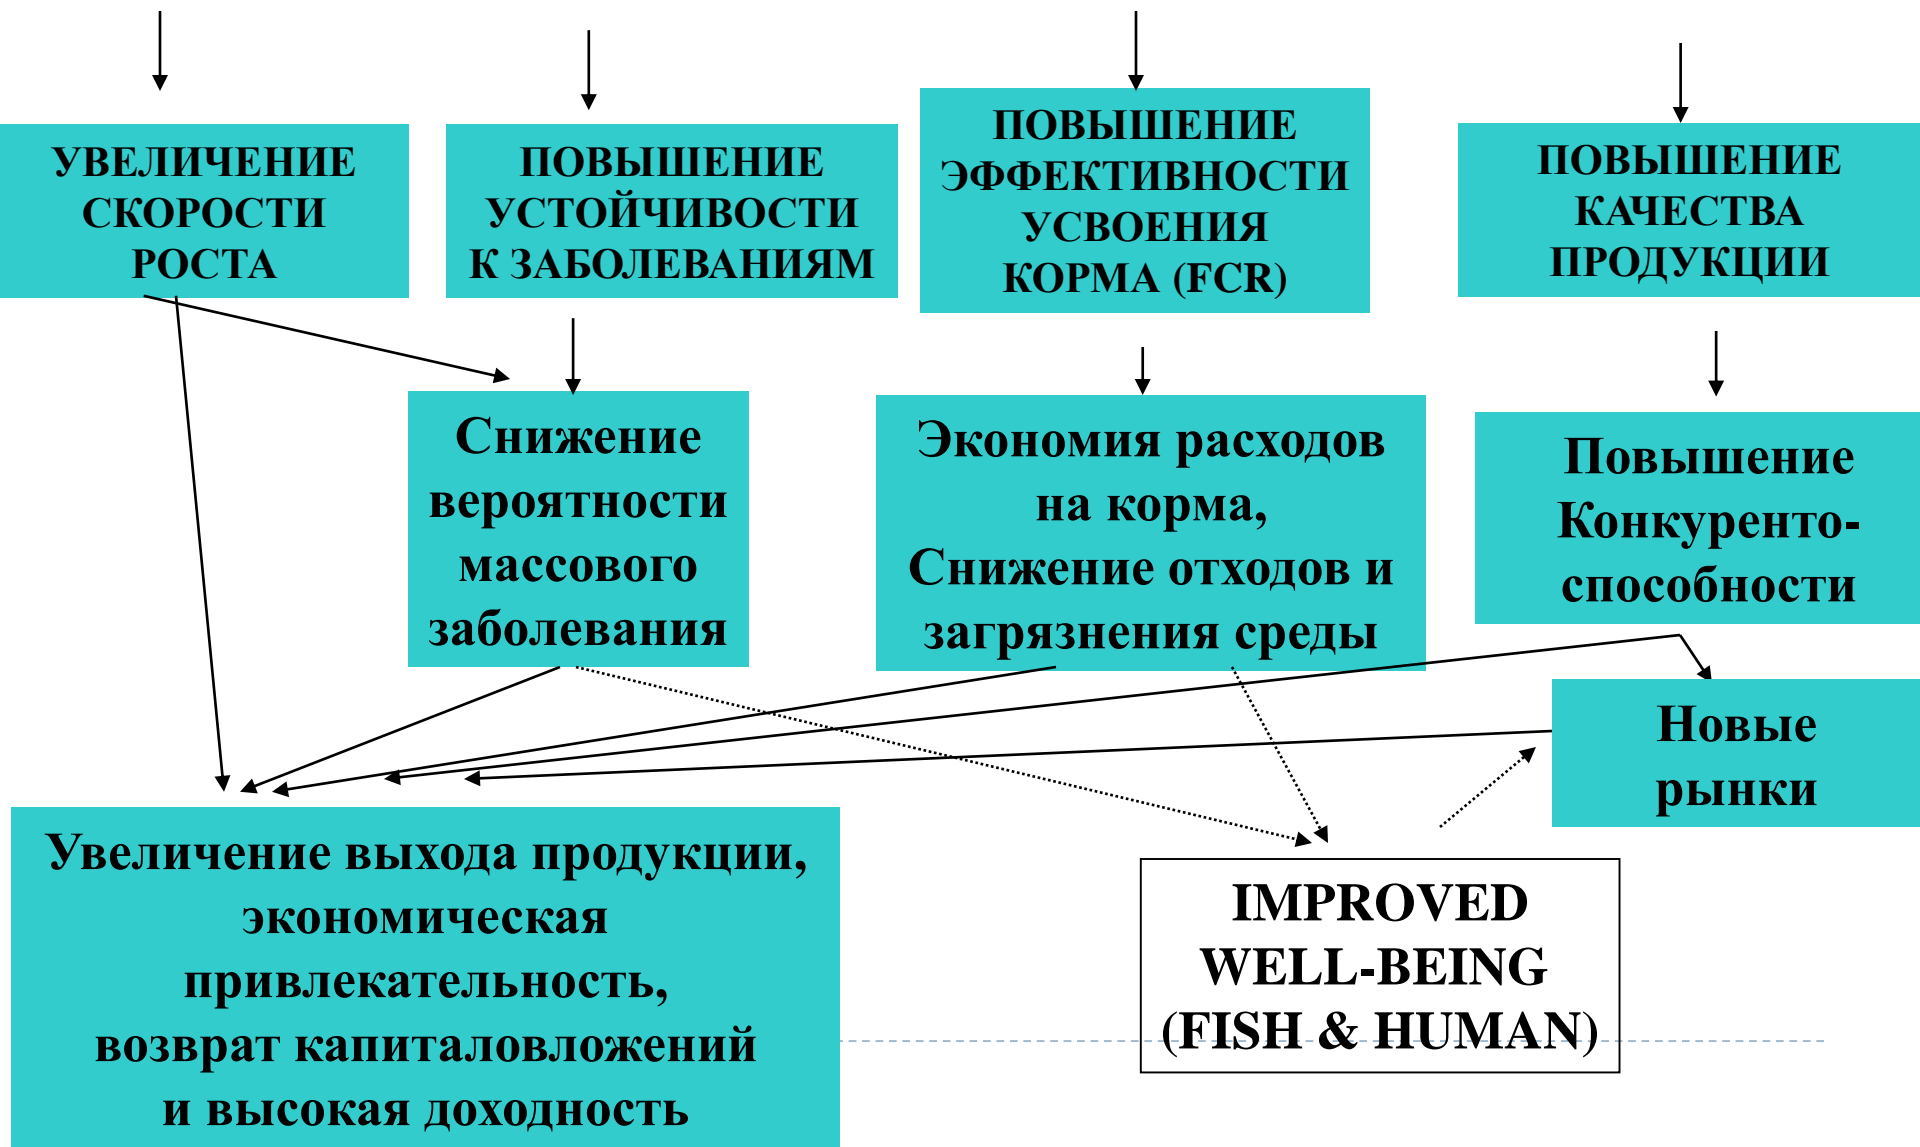 УВЕЛИЧЕНИЕ
СКОРОСТИ
РОСТА
ПОВЫШЕНИЕ
УСТОЙЧИВОСТИ
К ЗАБОЛЕВАНИЯМ
ПОВЫШЕНИЕ
ЭФФЕКТИВНОСТИ
УСВОЕНИЯ
КОРМА (FCR)
ПОВЫШЕНИЕ
КАЧЕСТВА
ПРОДУКЦИИ
Снижение
вероятности
массового
заболевания
Экономия расходов
на корма,
Снижение отходов и
загрязнения среды
Повышение
Конкуренто-
способности
Новые
рынки
Увеличение выхода продукции,
экономическая
привлекательность,
возврат капиталовложений
и высокая доходность
IMPROVED
WELL-BEING
(FISH & HUMAN)